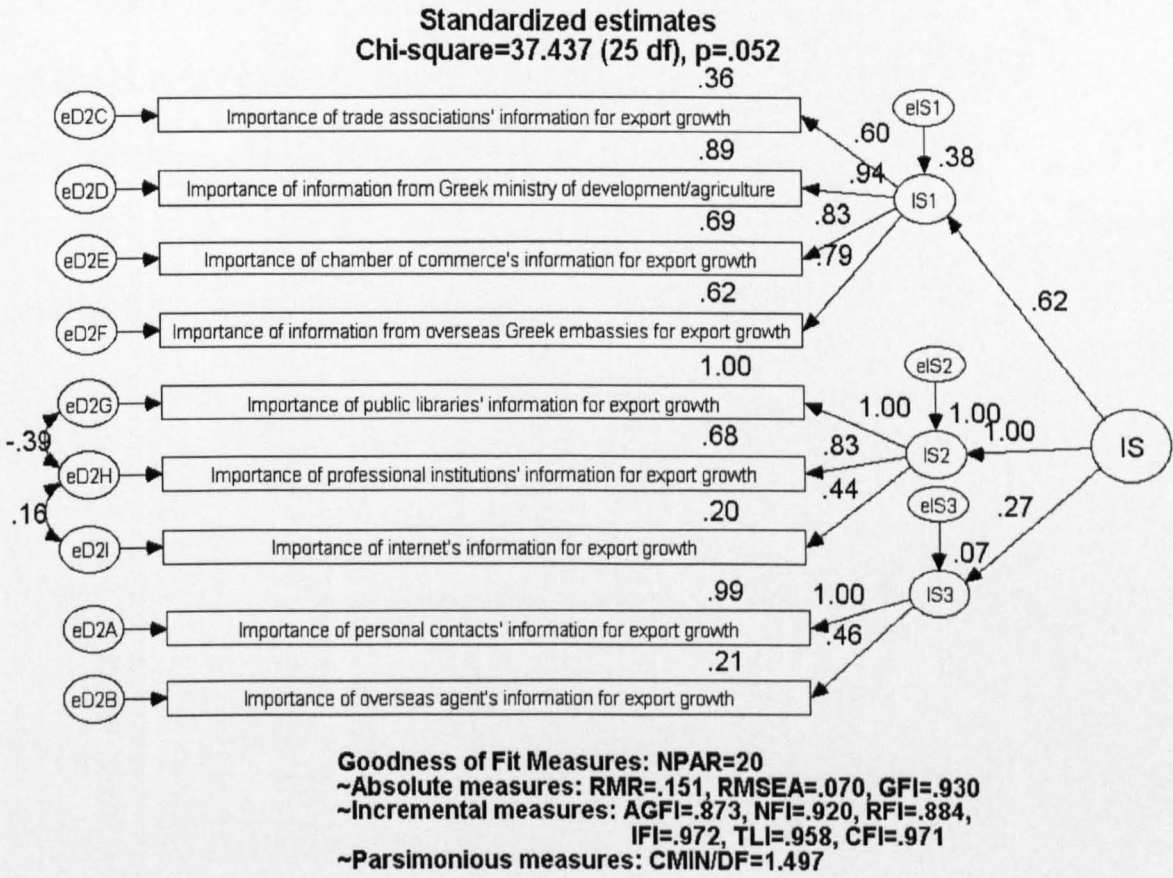 Standardized estimates
Chi-square=37.437 (25 df), p=.052
.36
eD2C
Importance of trade associations' information for export growth
eIS1
.60
.38
.89
eD2D
Importance of information from Greek ministry of development/agriculture
.94
IS1
.69
.83
eD2E
Importance of chamber of commerce's information for export growth
.79
.62
.62
eD2F
Importance of information from overseas Greek embassies for export growth
1.00
eIS2
eD2G
Importance of public libraries' information for export growth
1.00
1.00
1.00
-.39
.68
.83
IS2
IS
eD2H
Importance of professional institutions' information for export growth
.44
.16
.20
eIS3
.27
eD2I
Importance of internet's information for export growth
.07
.99
1.00
IS3
eD2A
Importance of personal contacts' information for export growth
.46
.21
eD2B
Importance of overseas agent's information for export growth
Goodness of Fit Measures: NPAR=20
~Absolute measures: RMR=.151, RMSEA=.070, GFI=.930
~Incremental measures: AGFI=.873, NFI=.920, RFI=.884,
IFI=.972, TLI=.958, CFI=.971
~Parsimonious measures: CMIN/DF=1.497